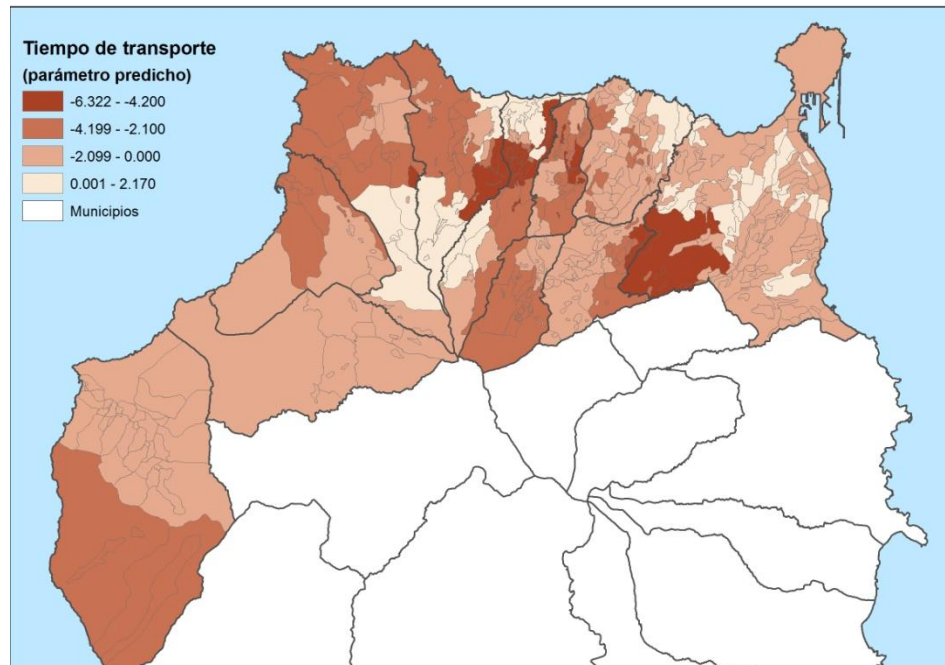 Tiempo de transporte
(parámetro predicho)
-6.322 - -4.200
-4.199 - -2.100
-2.099 - 0.000
0.001 - 2.170
Municipios